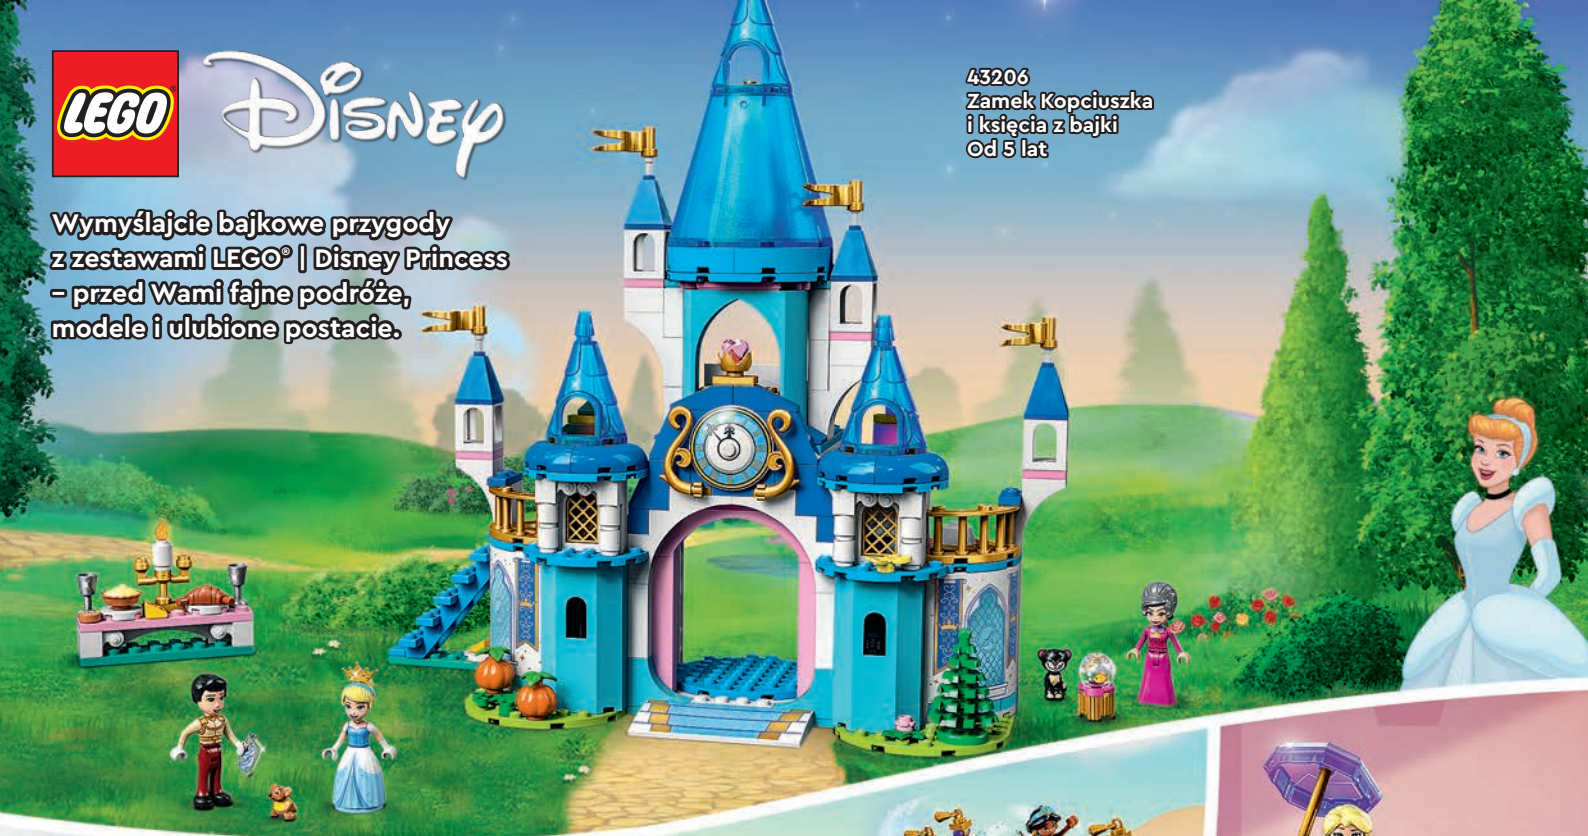 LEGO
Disney
Wymyślajcie bajkowe przygody
z zestawami LEGO® | Disney Princess
– przed Wami fajne podróże,
modele i ulubione postacie.
43206
Zamek Kopciuszka
i księcia z bajki
Od 5 lat